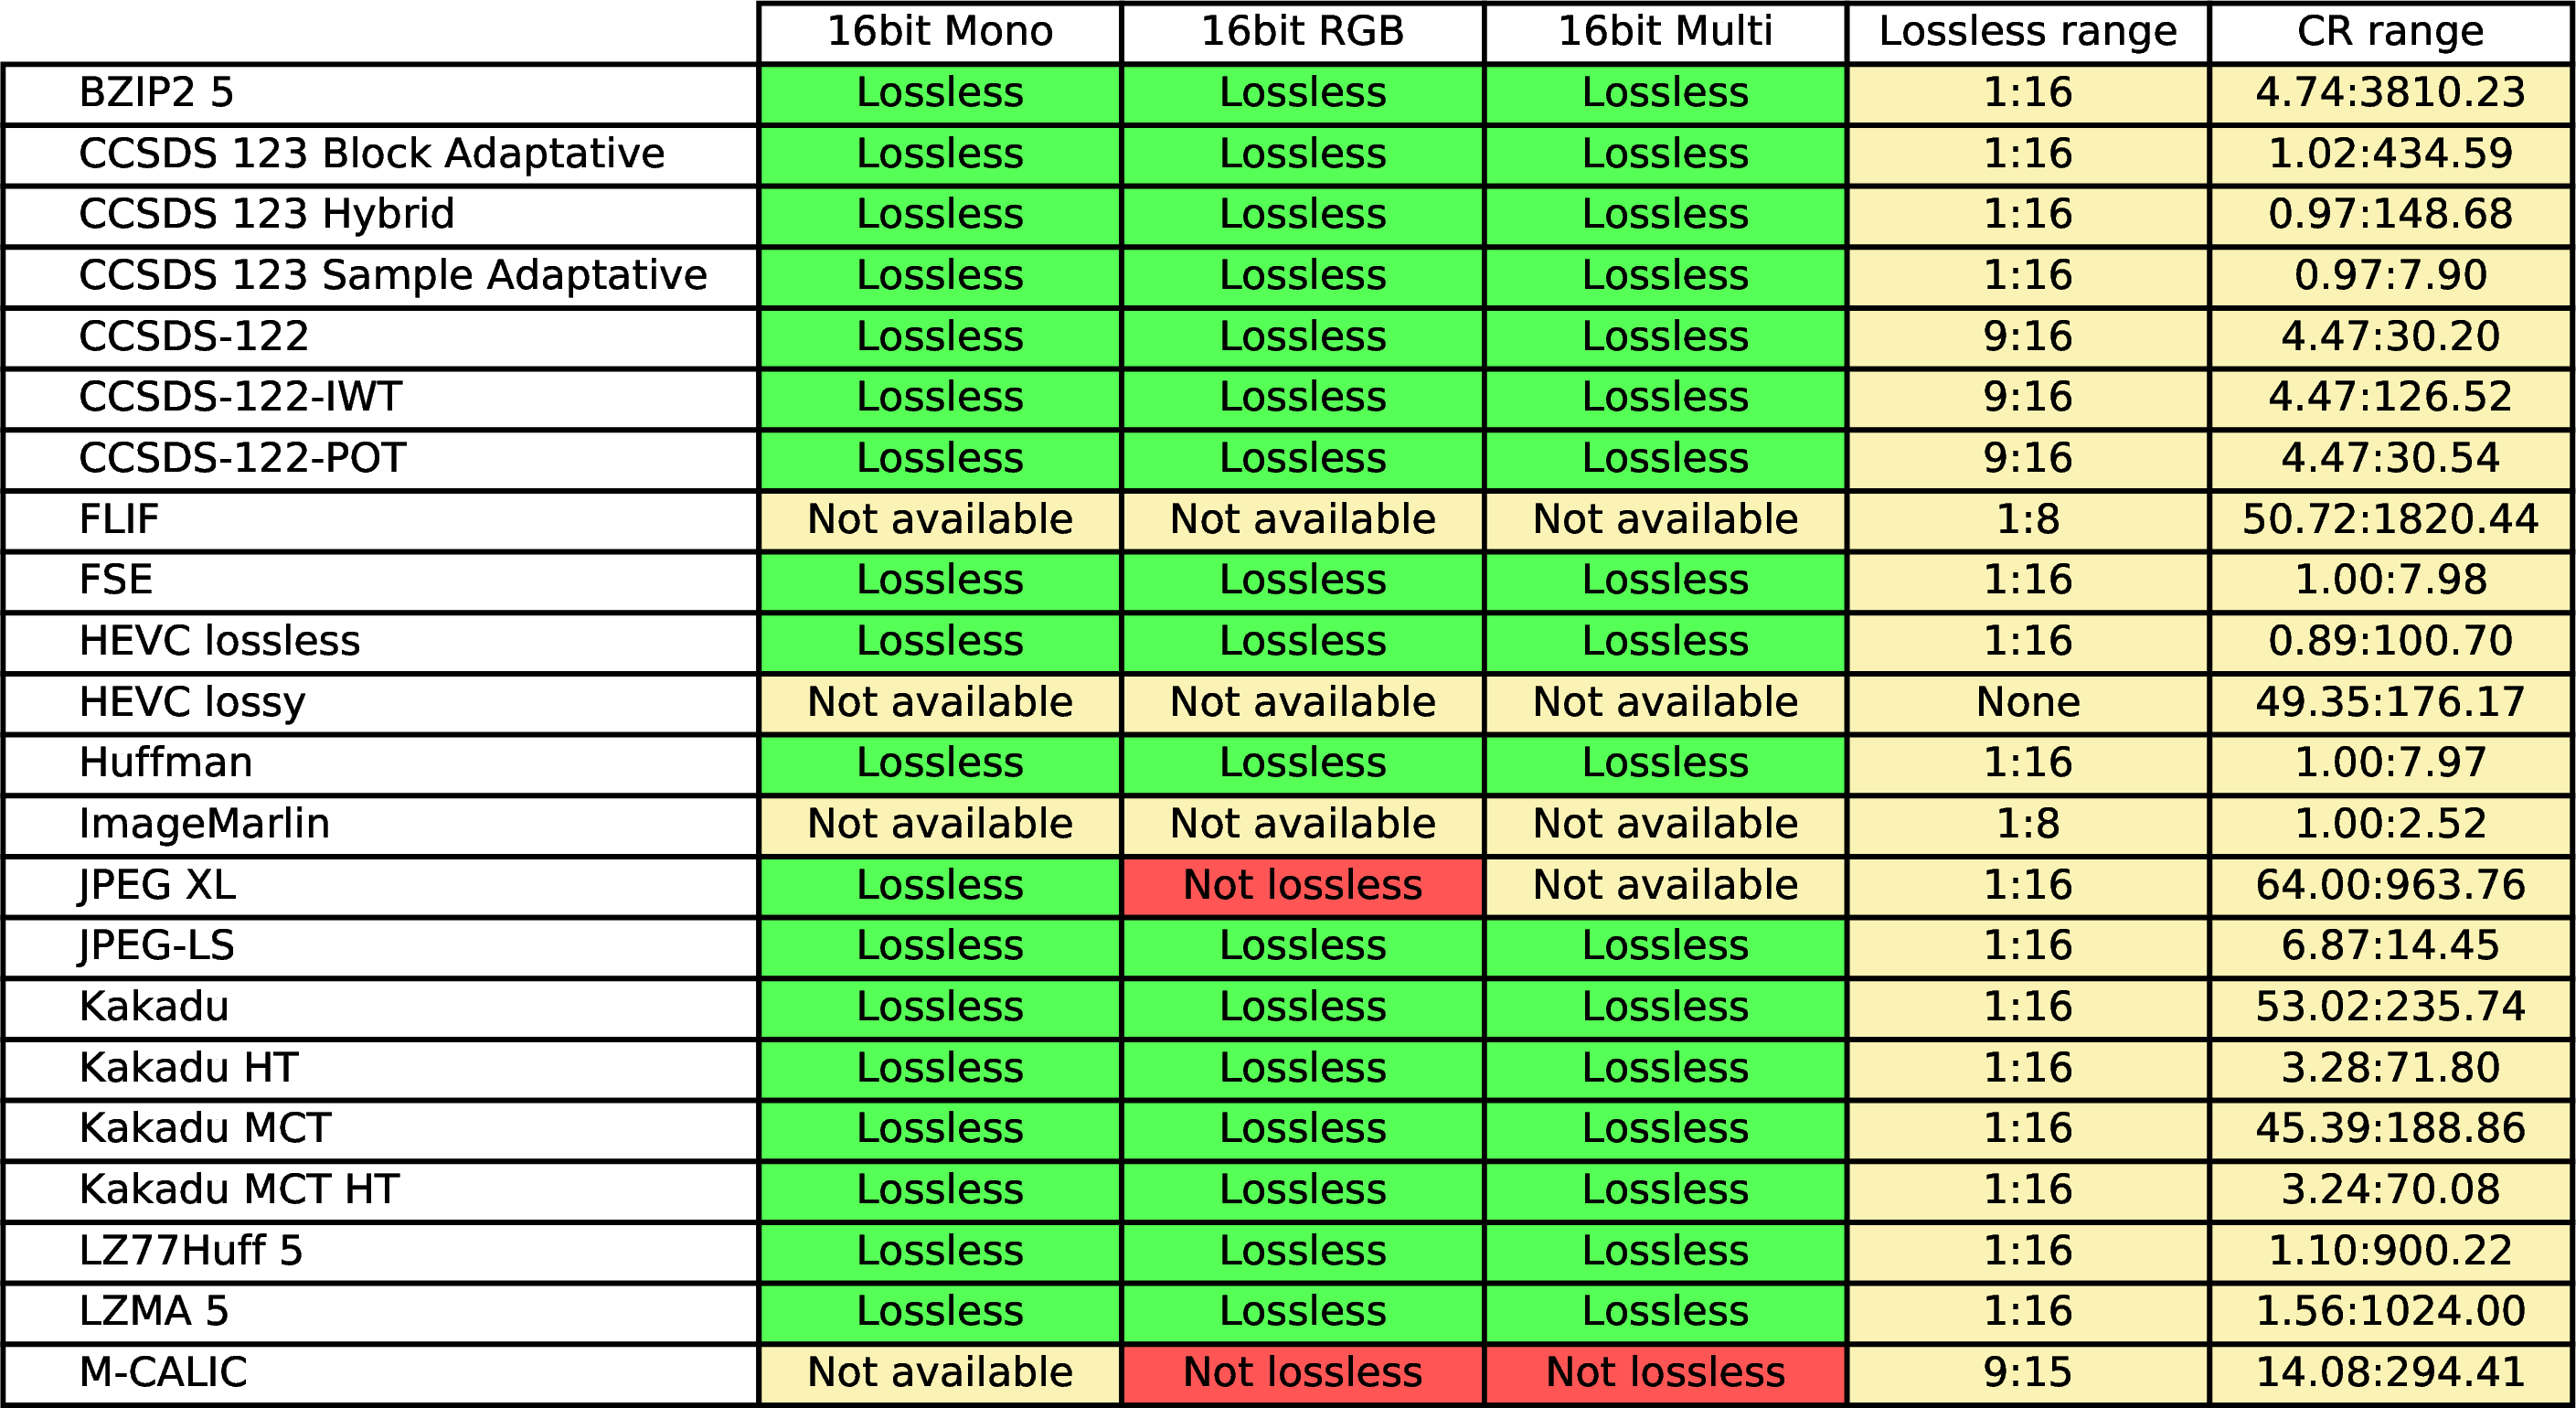 16bit Mono 16bit RGB 16bit Multi Lossless range CR range
BZIP2 5 Lossless Lossless Lossless 1:16 4.74:3810.23
CCSDS 123 Block Adaptative Lossless Lossless Lossless 1:16 1.02:434.59
CCSDS 123 Hybrid Lossless Lossless Lossless 1:16 0.97:148.68
CCSDS 123 Sample Adaptative Lossless Lossless Lossless 1:16 0.97:7.90
CCSDS-122 Lossless Lossless Lossless 9:16 4.47:30.20
CCSDS-122-IWT Lossless Lossless Lossless 9:16 4.47:126.52
CCSDS-122-POT Lossless Lossless Lossless 9:16 4.47:30.54
FLIF Not available Not available Not available 1:8 50.72:1820.44
FSE Lossless Lossless Lossless 1:16 1.00:7.98
HEVC lossless Lossless Lossless Lossless 1:16 0.89:100.70
HEVC lossy Not available Not available Not available None 49.35:176.17
Huffman Lossless Lossless Lossless 1:16 1.00:7.97
ImageMarlin Not available Not available Not available 1:8 1.00:2.52
JPEG XL Lossless Not lossless Not available 1:16 64.00:963.76
JPEG-LS Lossless Lossless Lossless 1:16 6.87:14.45
Kakadu Lossless Lossless Lossless 1:16 53.02:235.74
Kakadu HT Lossless Lossless Lossless 1:16 3.28:71.80
Kakadu MCT Lossless Lossless Lossless 1:16 45.39:188.86
Kakadu MCT HT Lossless Lossless Lossless 1:16 3.24:70.08
LZ77Huff 5 Lossless Lossless Lossless 1:16 1.10:900.22
LZMA 5 Lossless Lossless Lossless 1:16 1.56:1024.00
M-CALIC Not available Not lossless Not lossless 9:15 14.08:294.41